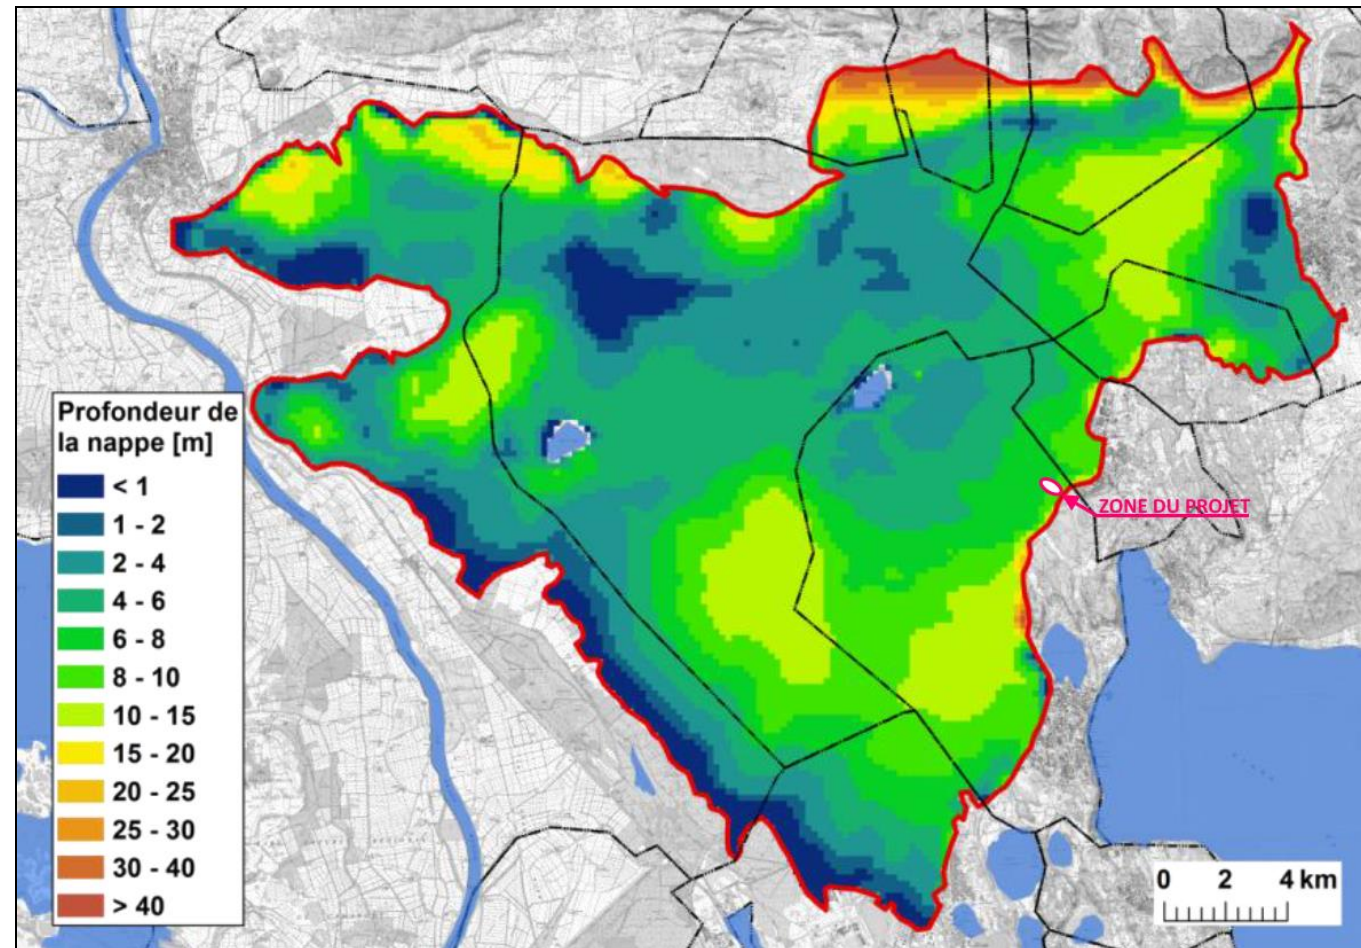 Profondeur de
la nappe [m]
< 1
1 - 2
2 - 4
4 - 6
6 - 8
8 - 10
10 - 15
15 - 20
20 - 25
25 - 30
30 - 40
> 40
ZONE DU PROJET
0 2 4 km